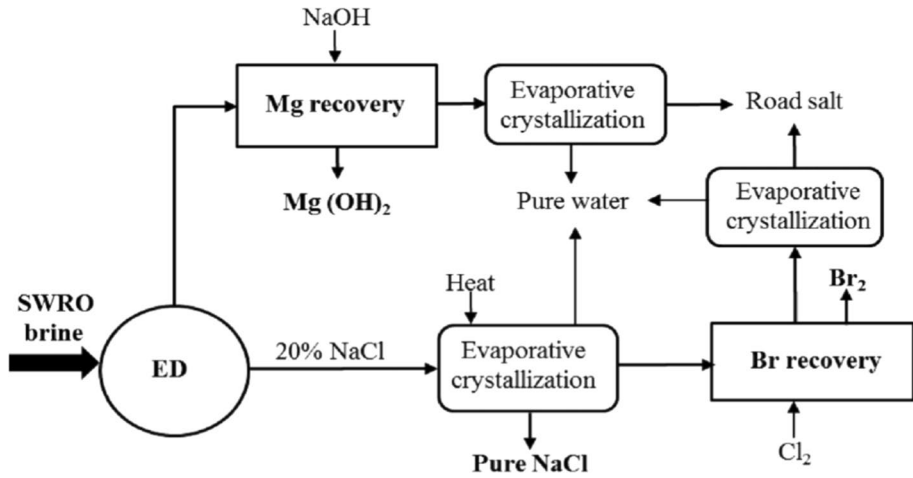 NaOH
Mg recovery
Evaporative
crystallization
Road salt
Mg (OH)₂
Pure water
Evaporative
crystallization
SWRO
brine
ED
20% NaCl
Heat
Evaporative
crystallization
Br₂
Br recovery
Pure NaCl
Cl₂